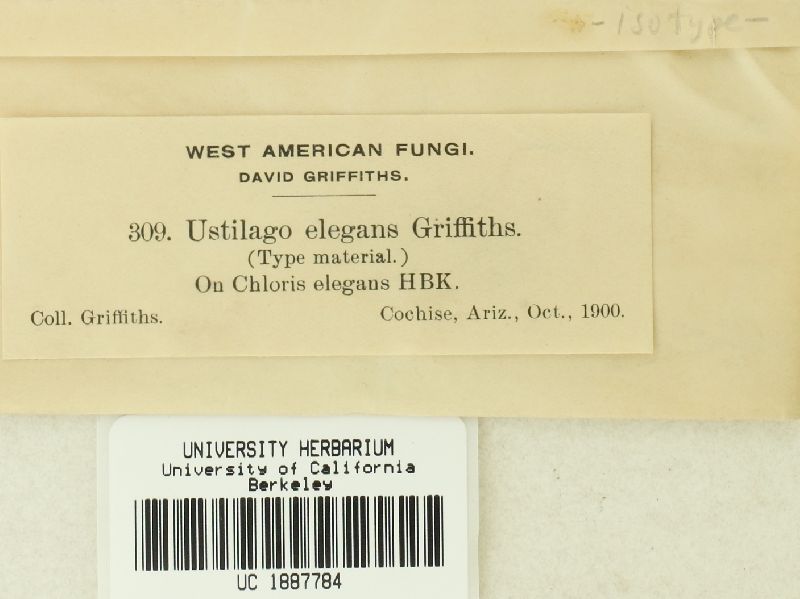 -isotype-
WEST AMERICAN FUNGI.
DAVID GRIFFITHS.
309. Ustilago elegans Griffiths.
(Type material.)
On Chloris elegans HBK.
Coll. Griffiths. Cochise, Ariz., Oct., 1900.
UNIVERSITY HERBARIUM
University of California
Berkeley
UC 1887784